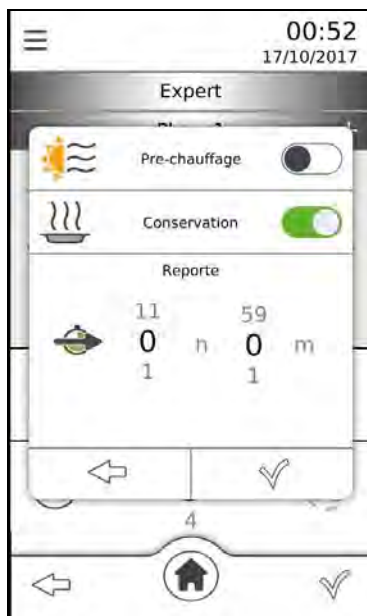 00:52
17/10/2017
Expert
Pre-chauffage
Conservation
Reporte
11 59
0 h 0 m
1 1
4